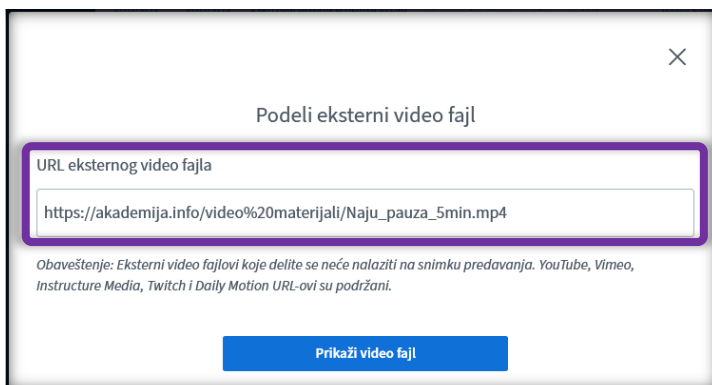 Podeli eksterni video fajl
URL eksternog video fajla
https://akademija.info/video%20materijali/Naju_pauza_5min.mp4
Obaveštenje: Eksterni video fajlovi koje delite se neće nalaziti na snimku predavanja. YouTube, Vimeo,
Instructure Media, Twitch i Daily Motion URL-ovi su podržani.
Prikaži video fajl